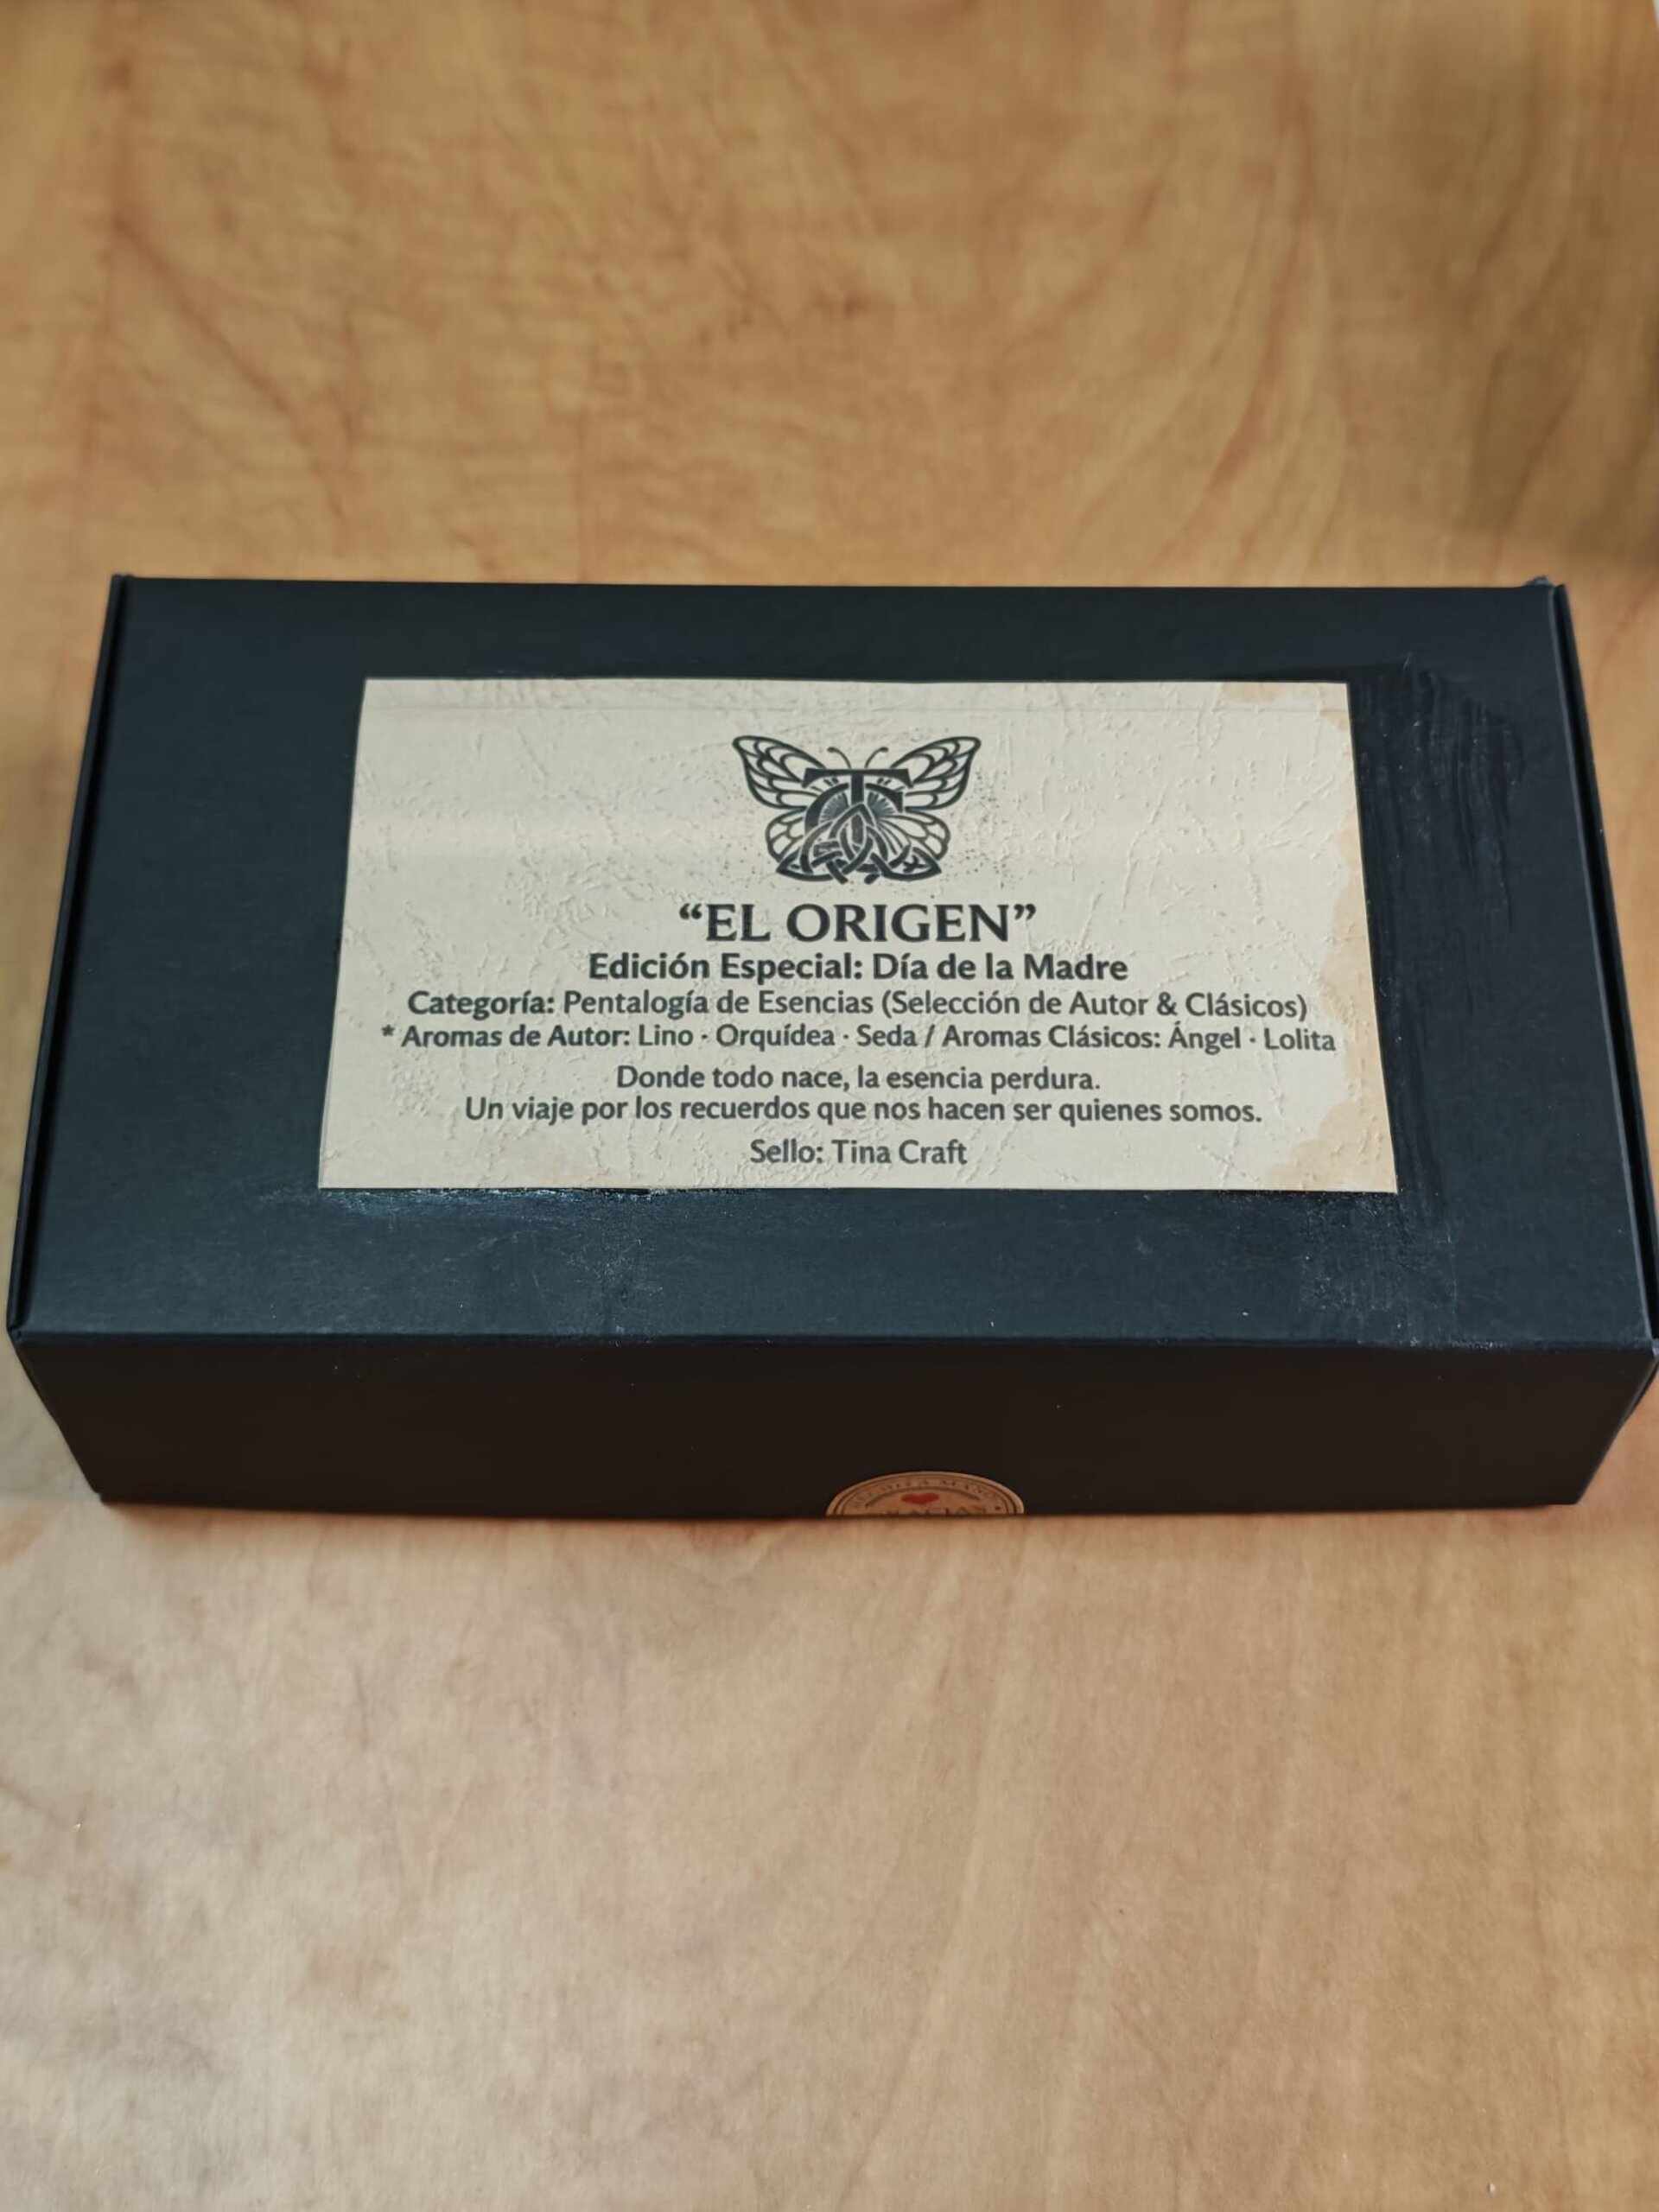 “EL ORIGEN”
Edición Especial: Día de la Madre
Categoría: Pentalogía de Esencias (Selección de Autor & Clásicos)
* Aromas de Autor: Lino · Orquídea · Seda / Aromas Clásicos: Ángel · Lolita
Donde todo nace, la esencia perdura.
Un viaje por los recuerdos que nos hacen ser quienes somos.
Sello: Tina Craft